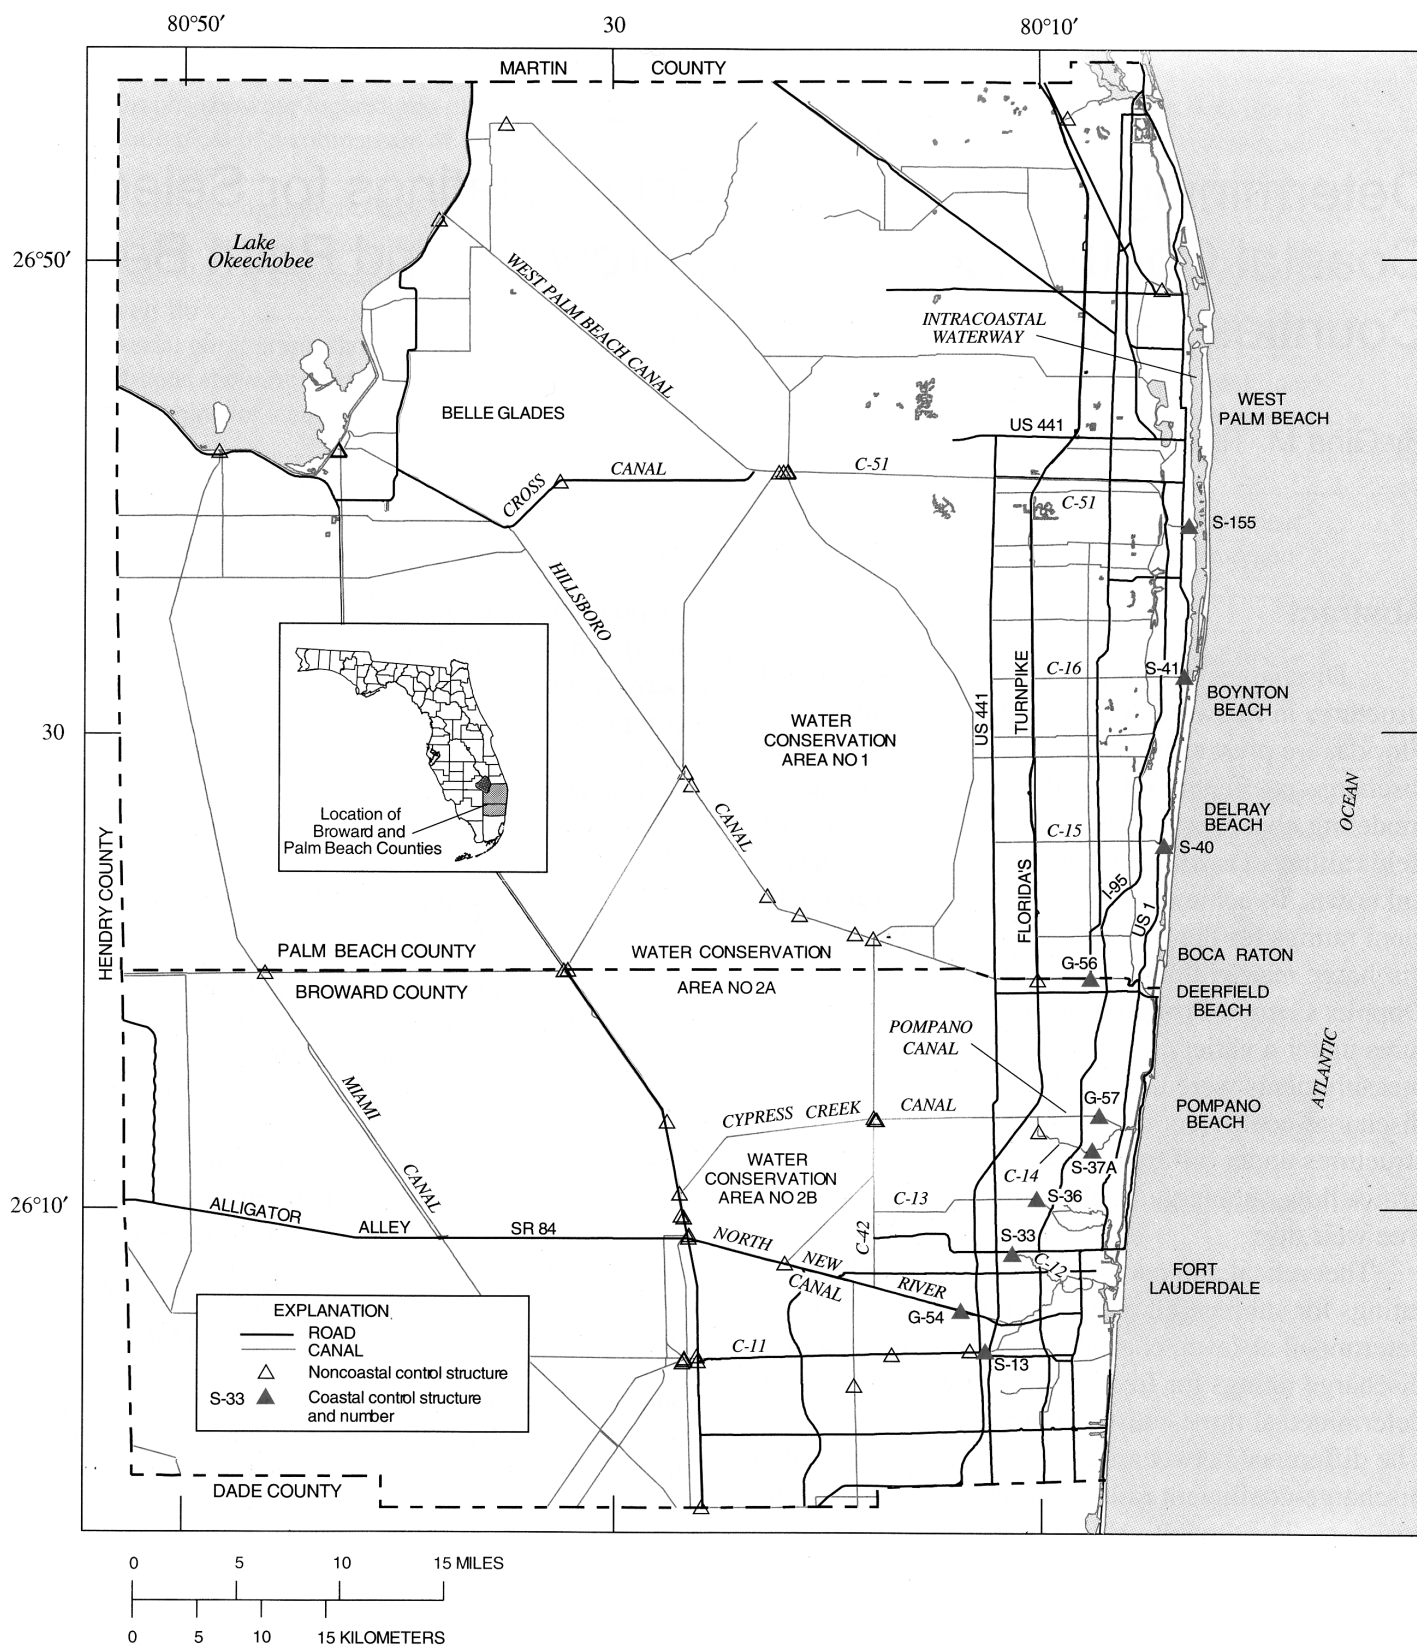 80°50'
30
80°10'
MARTIN COUNTY
26°50'
Lake
Okeechobee
WEST PALM BEACH CANAL
INTRACOASTAL
WATERWAY
BELLE GLADES
WEST
PALM BEACH
US 441
CROSS CANAL
C-51
C-51
S-155
HILLSBORO
CANAL
C-16
S-41
BOYNTON
BEACH
US 441
TURNPIKE
FLORIDA'S
30
WATER
CONSERVATION
AREA NO 1
Location of
Broward and
Palm Beach Counties
DELRAY
BEACH
OCEAN
ATLANTIC
C-15
S-40
HENDRY COUNTY
I-95
US 1
PALM BEACH COUNTY
WATER CONSERVATION
BOCA RATON
G-56
BROWARD COUNTY
AREA NO 2A
DEERFIELD
BEACH
POMPANO
CANAL
MIAMI
CANAL
CYPRESS CREEK CANAL
G-57
POMPANO
BEACH
WATER
CONSERVATION
AREA NO 2B
C-14
S-37A
26°10'
C-13
S-36
ALLIGATOR
ALLEY
SR 84
NORTH NEW RIVER
CANAL
C-42
S-33
C-12
FORT
LAUDERDALE
G-54
C-11
S-13
EXPLANATION
ROAD
CANAL
Noncoastal control structure
S-33 Coastal control structure
and number
DADE COUNTY
0 5 10 15 MILES
0 5 10 15 KILOMETERS